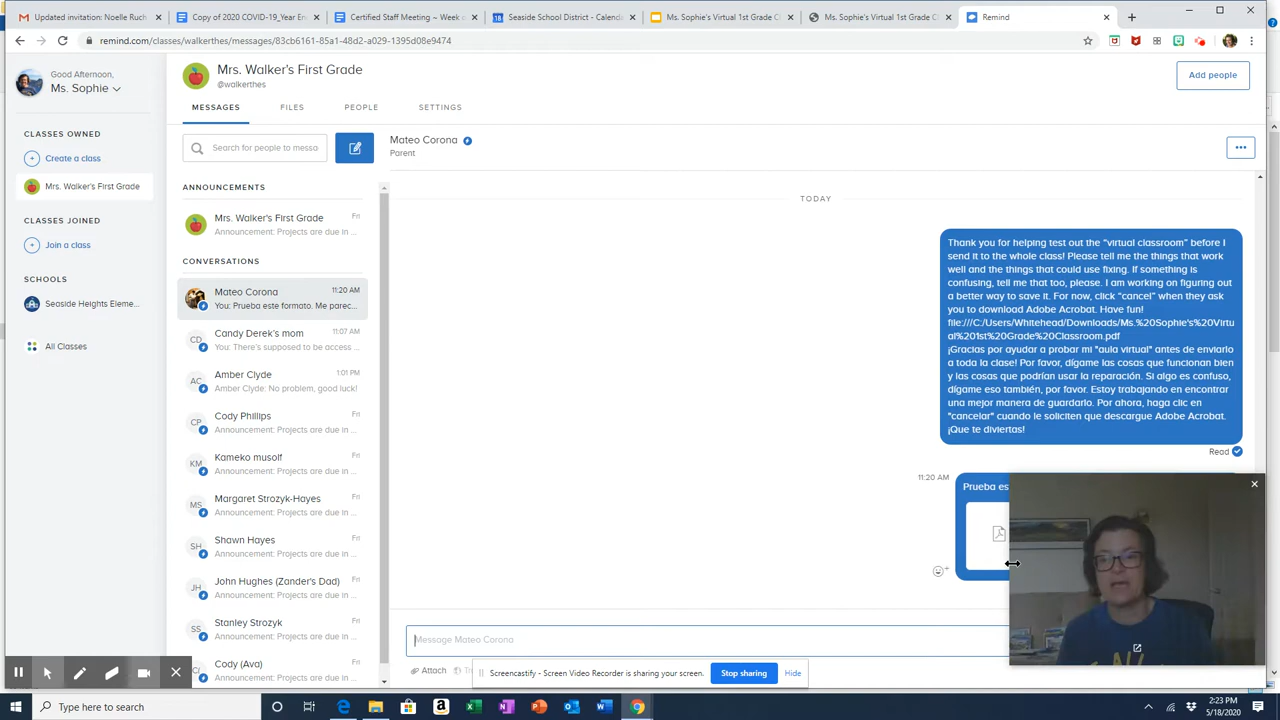 Updated invitation: Noelle Ruch
Copy of 2020 COVID-19_Year En
Certified Staff Meeting ~ Week o
Seaside School District - Calenda
Ms. Sophie's Virtual 1st Grade C
Ms. Sophie's Virtual 1st Grade C
Remind
remind.com/classes/walkerthes/messages/83cb6161-85a1-48d2-a029-1395d08e9474
Good Afternoon,
Ms. Sophie
CLASSES OWNED
Create a class
Mrs. Walker's First Grade
CLASSES JOINED
Join a class
SCHOOLS
Seaside Heights Eleme...
All Classes
Mrs. Walker's First Grade
@walkerthes
Add people
MESSAGES
FILES
PEOPLE
SETTINGS
Search for people to messa
ANNOUNCEMENTS
Mrs. Walker's First Grade Fri
Announcement: Projects are due in ...
CONVERSATIONS
Mateo Corona 11:20 AM
You: Prueba este formato. Me parec...
CD
Candy Derek's mom 11:07 AM
You: There's supposed to be access ...
AC
Amber Clyde 1:01 PM
Amber Clyde: No problem, good luck!
CP
Cody Phillips Fri
Announcement: Projects are due in ...
KM
Kameko musolf Fri
Announcement: Projects are due in ...
MS
Margaret Strozyk-Hayes Fri
Announcement: Projects are due in ...
SH
Shawn Hayes Fri
Announcement: Projects are due in ...
JH
John Hughes (Zander's Dad) Fri
Announcement: Projects are due in ...
SS
Stanley Strozyk Fri
Announcement: Projects are due in ...
Cody (Ava) Fri
Announcement: Projects are due in ...
Mateo Corona
Parent
TODAY
Thank you for helping test out the "virtual classroom" before I
send it to the whole class! Please tell me the things that work
well and the things that could use fixing. If something is
confusing, tell me that too, please. I am working on figuring out
a better way to save it. For now, click "cancel" when they ask
you to download Adobe Acrobat. Have fun!
file:///C:/Users/Whitehead/Downloads/Ms.%20Sophie's%20Virtu
al%201st%20Grade%20Classroom.pdf
¡Gracias por ayudar a probar mi "aula virtual" antes de enviarlo
a toda la clase! Por favor, dígame las cosas que funcionan bien
y las cosas que podrían usar la reparación. Si algo es confuso,
dígame eso también, por favor. Estoy trabajando en encontrar
una mejor manera de guardarlo. Por ahora, haga clic en
"cancelar" cuando le soliciten que descargue Adobe Acrobat.
¡Que te diviertas!
Read
11:20 AM
Prueba es
Message Mateo Corona
Attach
Screencastify - Screen Video Recorder is sharing your screen.
Stop sharing
Hide
Type here to search
2:23 PM
5/18/2020